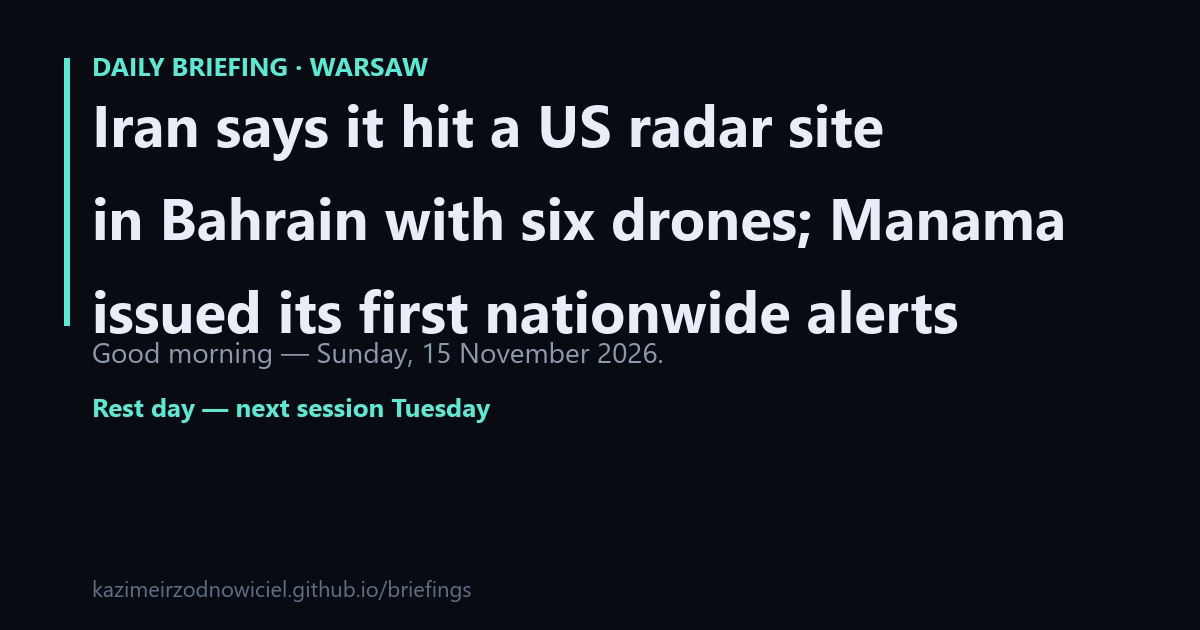 DAILY BRIEFING · WARSAW
Iran says it hit a US radar site
in Bahrain with six drones; Manama
issued its first nationwide alerts
Good morning — Sunday, 15 November 2026.
Rest day — next session Tuesday
kazimeirzodnowiciel.github.io/briefings